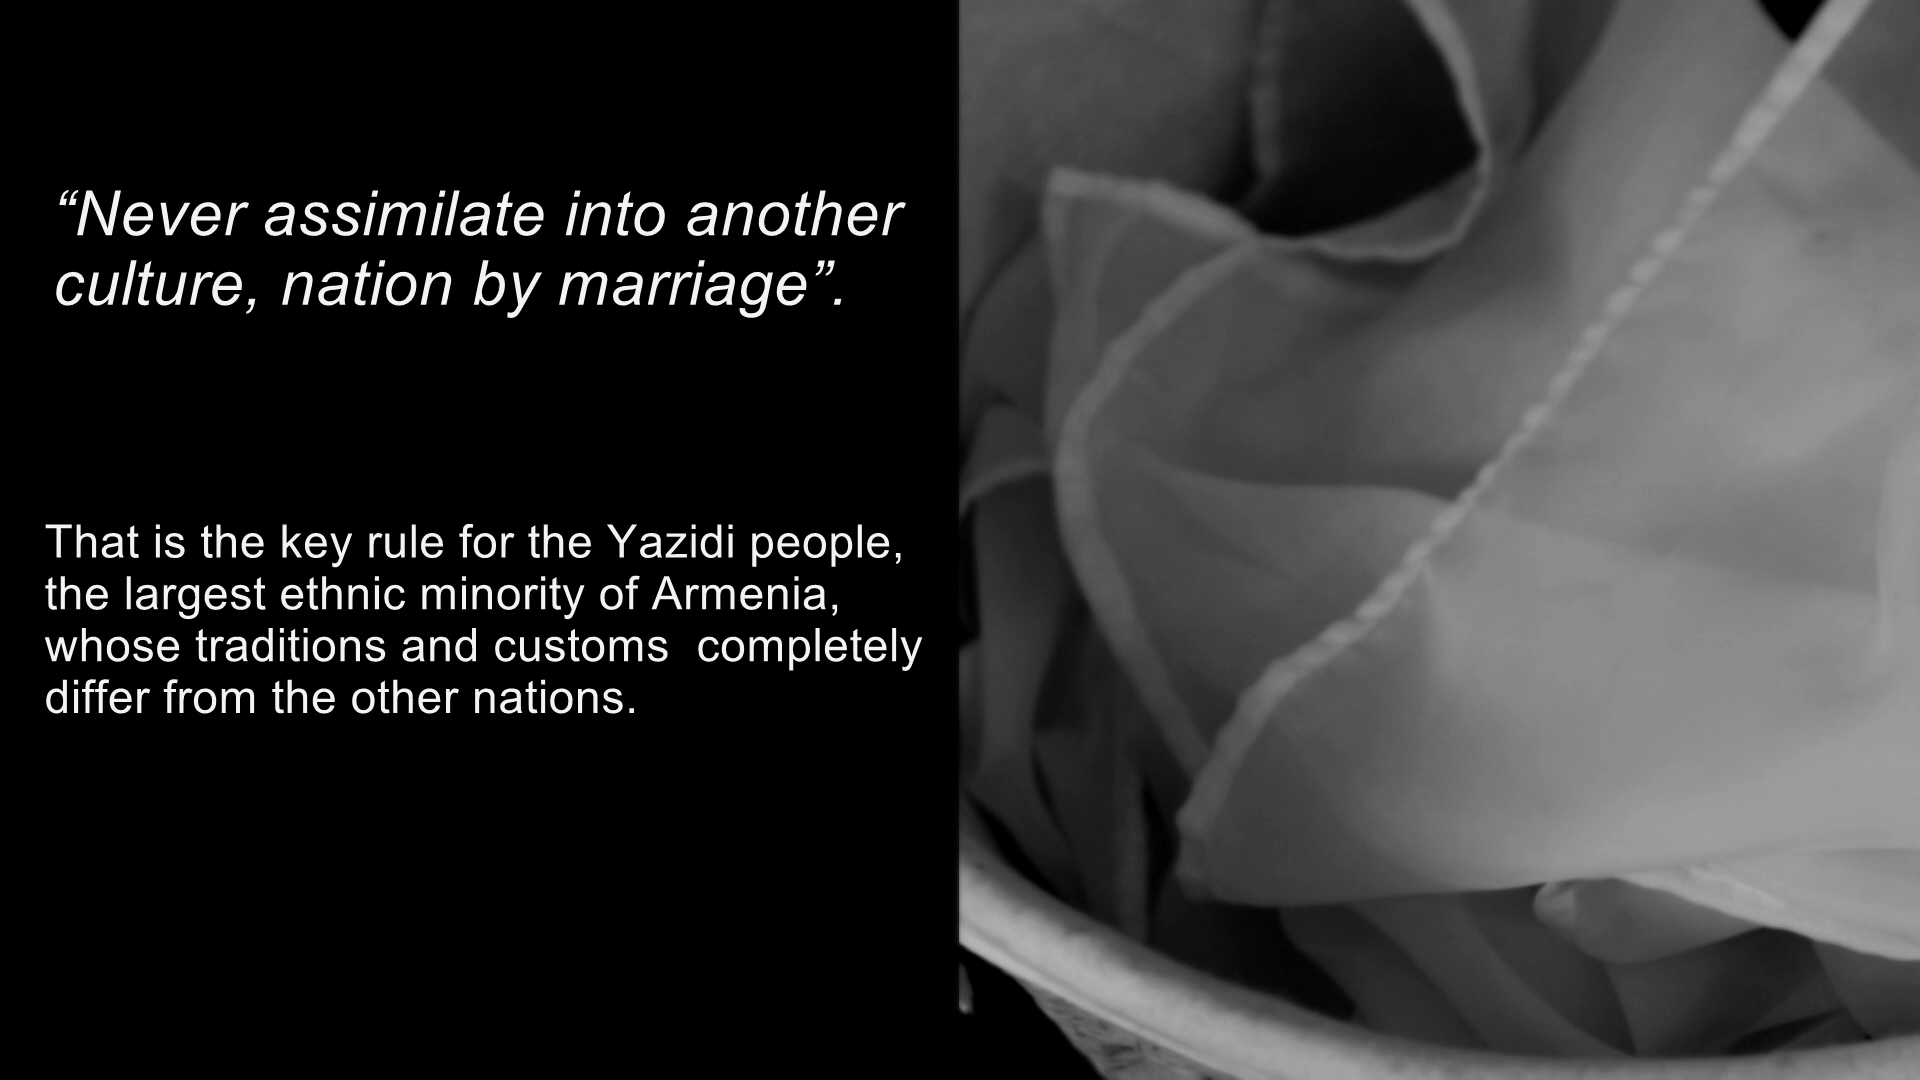 “Never assimilate into another
culture, nation by marriage”.
That is the key rule for the Yazidi people,
the largest ethnic minority of Armenia,
whose traditions and customs  completely
differ from the other nations.